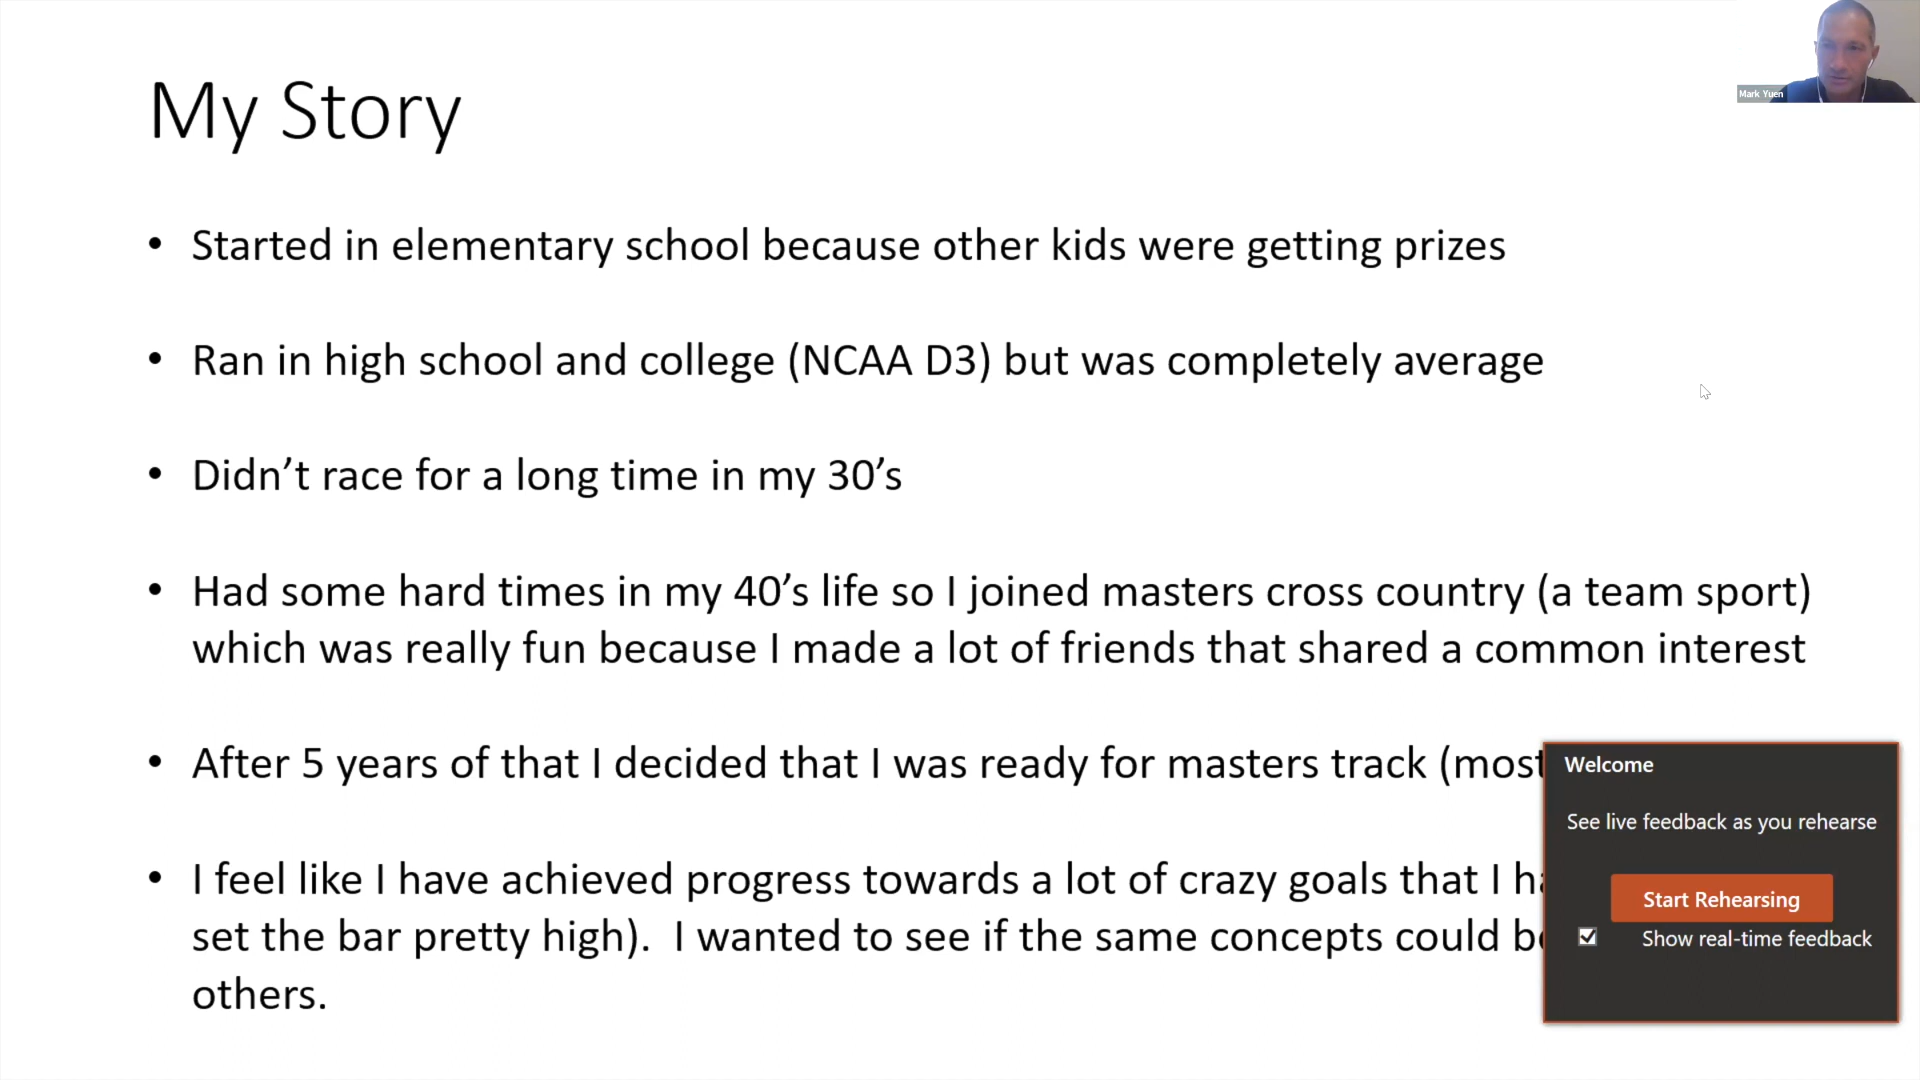 My Story
Mark Yuen
• Started in elementary school because other kids were getting prizes
• Ran in high school and college (NCAA D3) but was completely average
• Didn’t race for a long time in my 30’s
• Had some hard times in my 40’s life so I joined masters cross country (a team sport)
which was really fun because I made a lot of friends that shared a common interest
• After 5 years of that I decided that I was ready for masters track (most
• I feel like I have achieved progress towards a lot of crazy goals that I
set the bar pretty high).  I wanted to see if the same concepts could
others.
Welcome
See live feedback as you rehearse
Start Rehearsing
Show real-time feedback